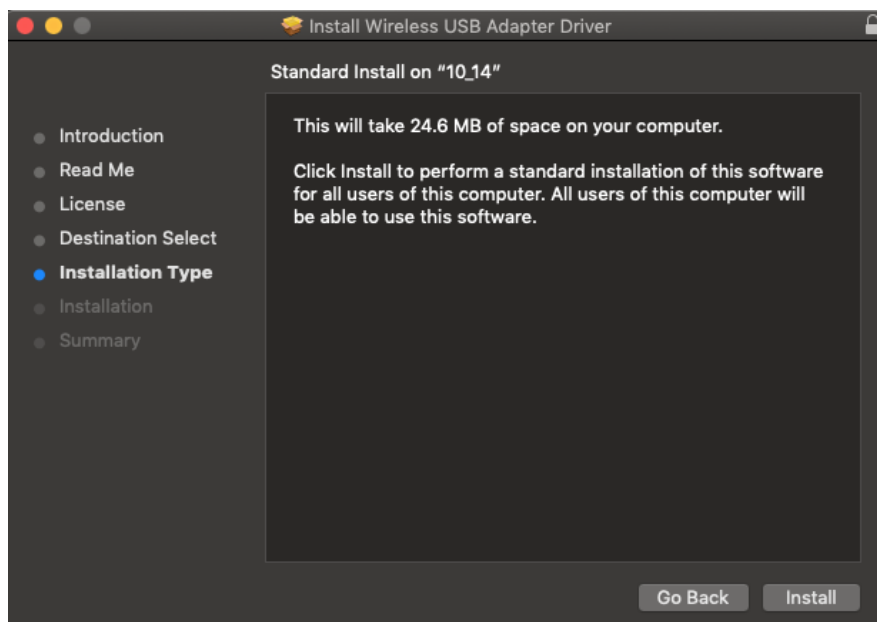 Install Wireless USB Adapter Driver
Standard Install on “10_14”
Introduction
Read Me
License
Destination Select
Installation Type
Installation
Summary
This will take 24.6 MB of space on your computer.
Click Install to perform a standard installation of this software
for all users of this computer. All users of this computer will
be able to use this software.
Go Back
Install